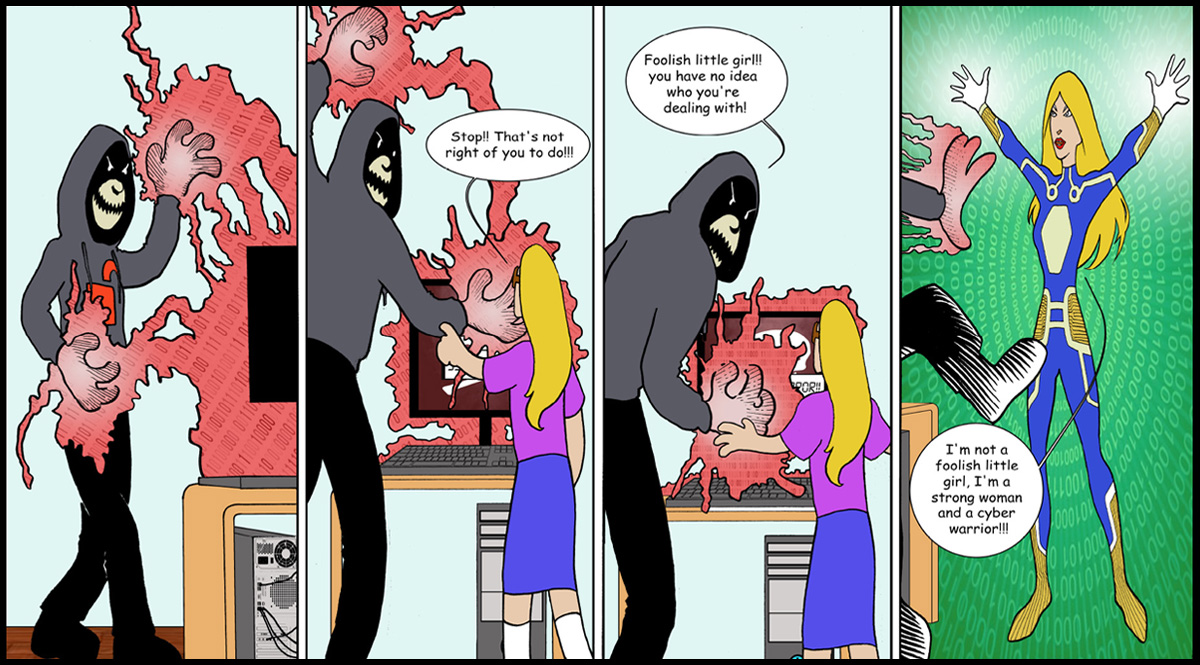 Stop!! That's not
right of you to do!!!
Foolish little girl!!
you have no idea
who you're
dealing with!
I'm not a
foolish little
girl, I'm a
strong woman
and a cyber
warrior!!!